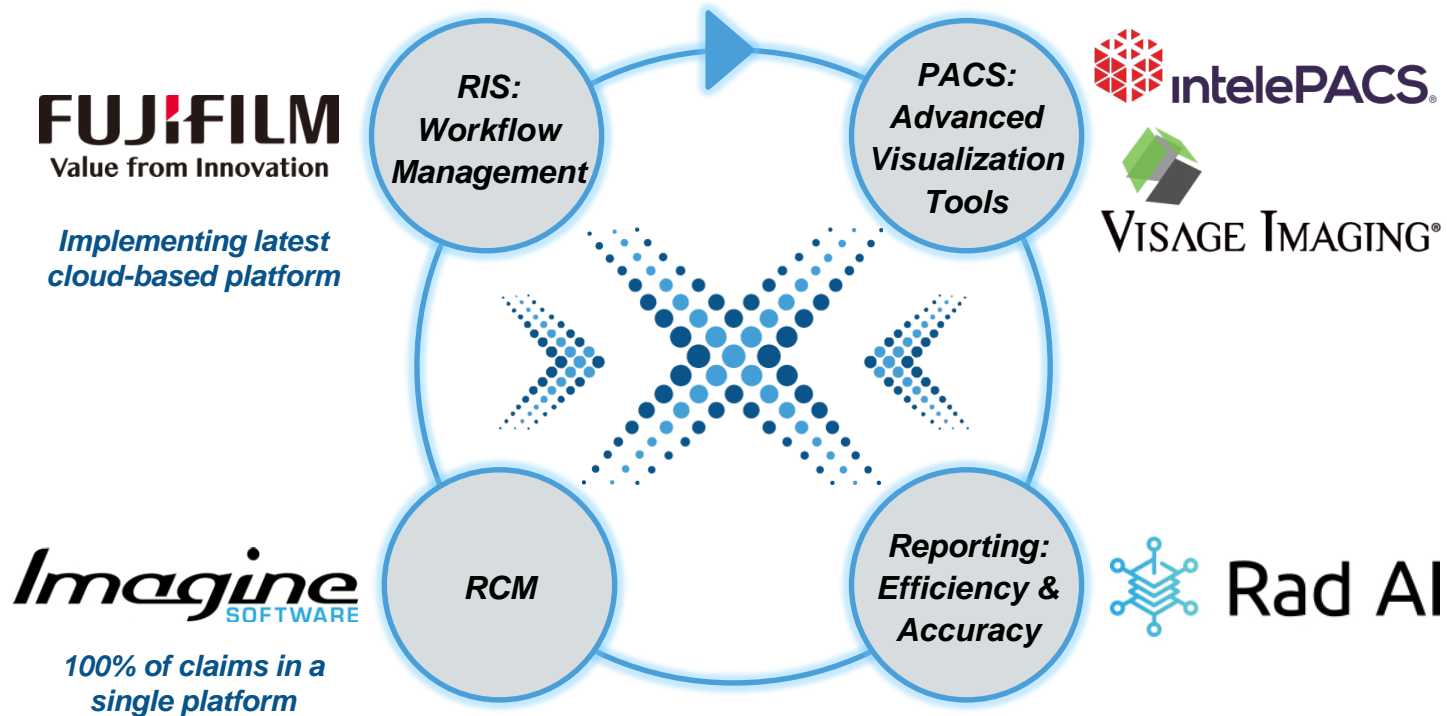 FUJIFILM
Value from Innovation
Implementing latest
cloud-based platform
RIS:
Workflow
Management
PACS:
Advanced
Visualization
Tools
intelePACS®
VISAGE IMAGING®
Imagine
SOFTWARE
100% of claims in a
single platform
RCM
Reporting:
Efficiency &
Accuracy
Rad AI